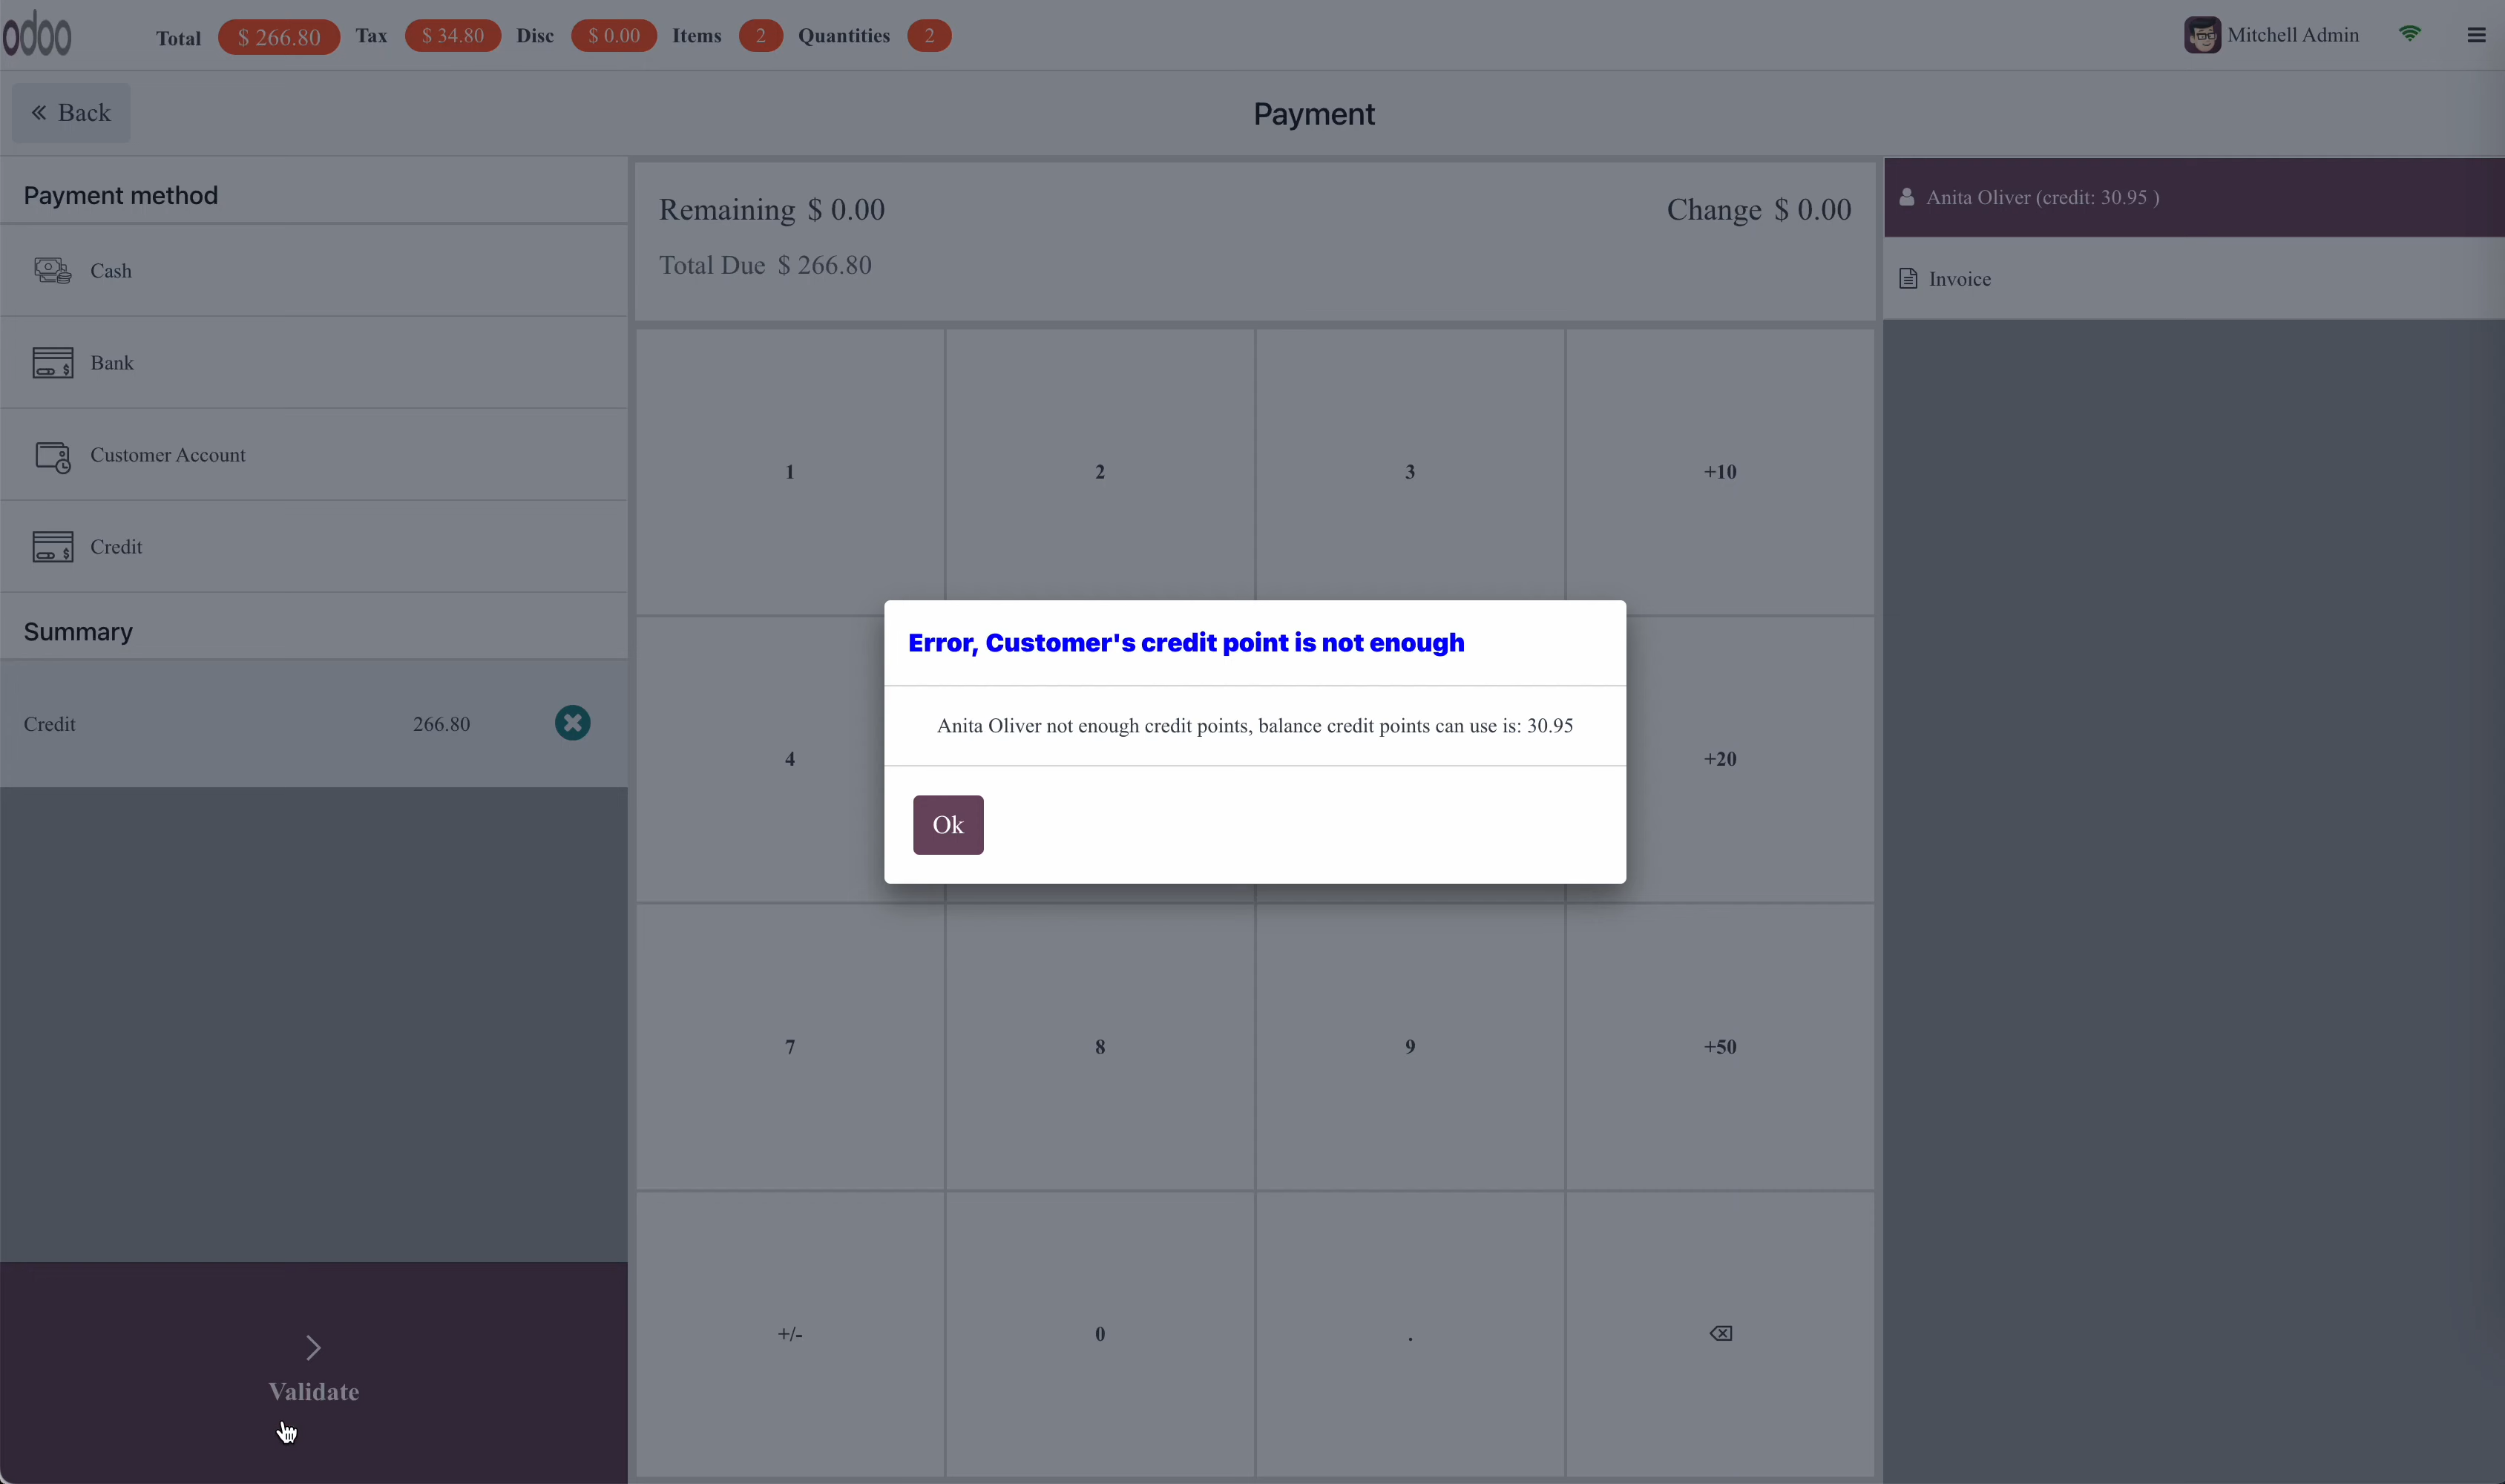 odoo
Total $ 266.80 Tax $ 34.80 Disc $ 0.00 Items 2 Quantities 2
Mitchell Admin
« Back
Payment
Payment method
Cash
Bank
Customer Account
Credit
Summary
Credit 266.80
Validate
Remaining $ 0.00
Change $ 0.00
Total Due $ 266.80
1 2 3 +10
4 +20
7 8 9 +50
+/- 0 .
Error, Customer's credit point is not enough
Anita Oliver not enough credit points, balance credit points can use is: 30.95
Ok
Anita Oliver (credit: 30.95 )
Invoice